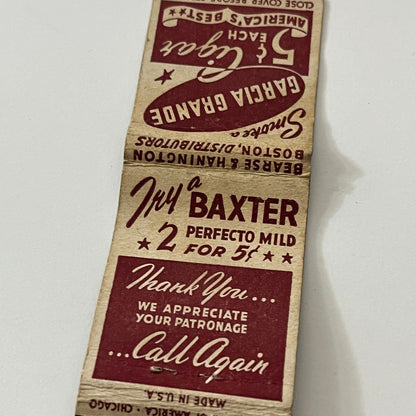 CLOSE COVER BEFORE
AMERICA'S BEST
5¢ EACH
Cigar
GARCIA GRANDE
Smoke a
BOSTON, DISTRIBUTORS
BEARSE & HANINGTON
Try a
BAXTER
2 PERFECTO MILD
FOR 5¢
Thank You...
WE APPRECIATE
YOUR PATRONAGE
...Call Again
MADE IN U.S.A.
OF AMERICA · CHICAGO